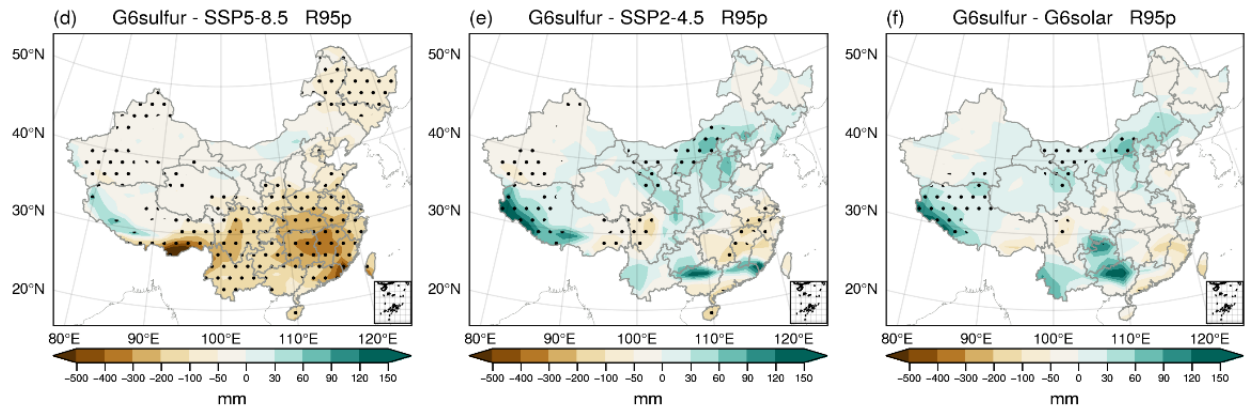 (d) G6sulfur - SSP5-8.5 R95p
(e) G6sulfur - SSP2-4.5 R95p
(f) G6sulfur - G6solar R95p
50°N
40°N
30°N
20°N
80°E 90°E 100°E 110°E 120°E
−500 −400 −300 −200 −100 −50 0 30 60 90 120 150
mm
50°N
40°N
30°N
20°N
80°E 90°E 100°E 110°E 120°E
−500 −400 −300 −200 −100 −50 0 30 60 90 120 150
mm
50°N
40°N
30°N
20°N
80°E 90°E 100°E 110°E 120°E
−500 −400 −300 −200 −100 −50 0 30 60 90 120 150
mm